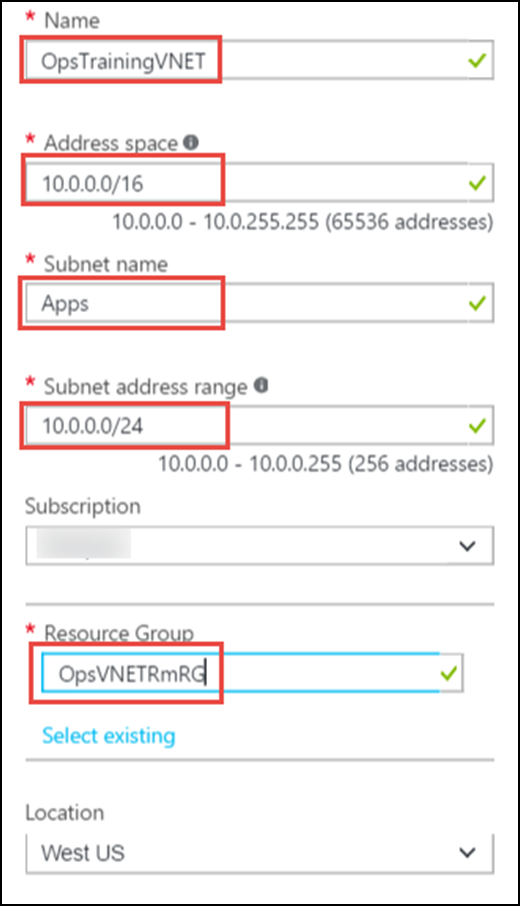 * Name
OpsTrainingVNET
* Address space
10.0.0.0/16
10.0.0.0 - 10.0.255.255 (65536 addresses)
* Subnet name
Apps
* Subnet address range
10.0.0.0/24
10.0.0.0 - 10.0.0.255 (256 addresses)
Subscription
* Resource Group
OpsVNETRmRG
Select existing
Location
West US